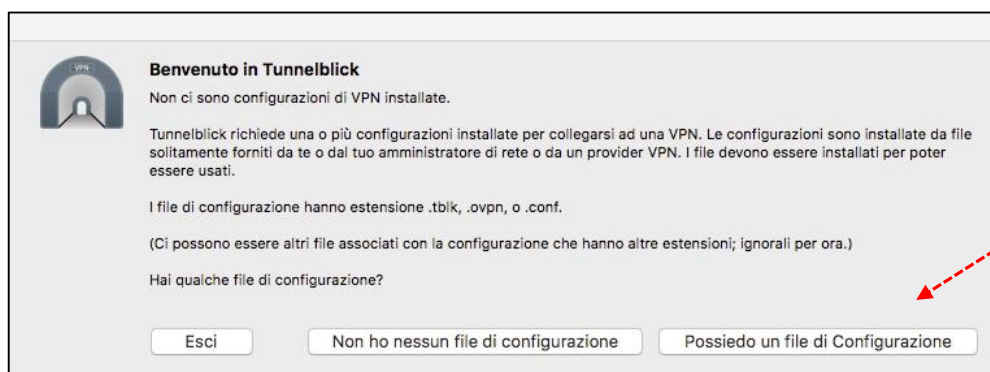 VPN
Benvenuto in Tunnelblick
Non ci sono configurazioni di VPN installate.
Tunnelblick richiede una o più configurazioni installate per collegarsi ad una VPN. Le configurazioni sono installate da file
solitamente forniti da te o dal tuo amministratore di rete o da un provider VPN. I file devono essere installati per poter
essere usati.
I file di configurazione hanno estensione .tblk, .ovpn, o .conf.
(Ci possono essere altri file associati con la configurazione che hanno altre estensioni; ignorali per ora.)
Hai qualche file di configurazione?
Esci
Non ho nessun file di configurazione
Possiedo un file di Configurazione